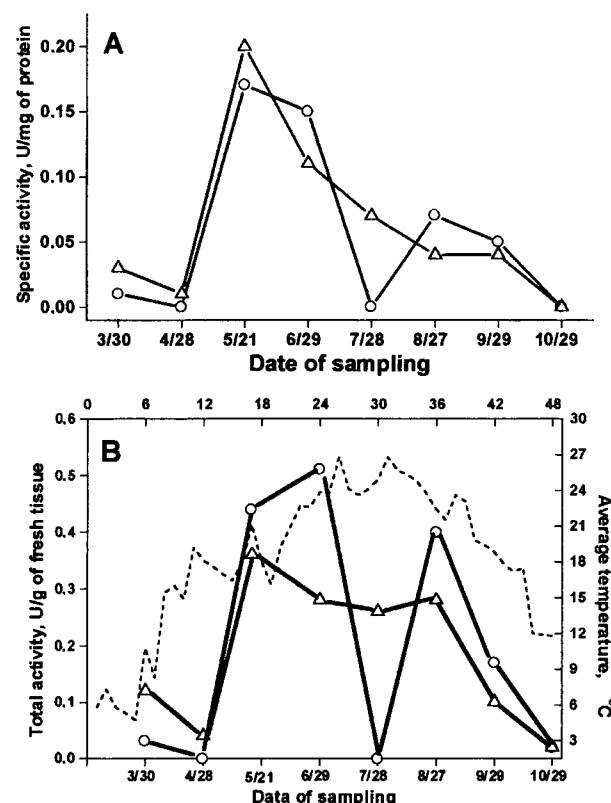 A
Specific activity, U/mg of protein
0.20
0.15
0.10
0.05
0.00
3/30 4/28 5/21 6/29 7/28 8/27 9/29 10/29
Date of sampling
0 6 12 18 24 30 36 42 48
B
Total activity, U/g of fresh tissue
0.6
0.5
0.4
0.3
0.2
0.1
0.0
30
27
24
21
18
15
12
9
6
3
Average temperature, °C
3/30 4/28 5/21 6/29 7/28 8/27 9/29 10/29
Data of sampling